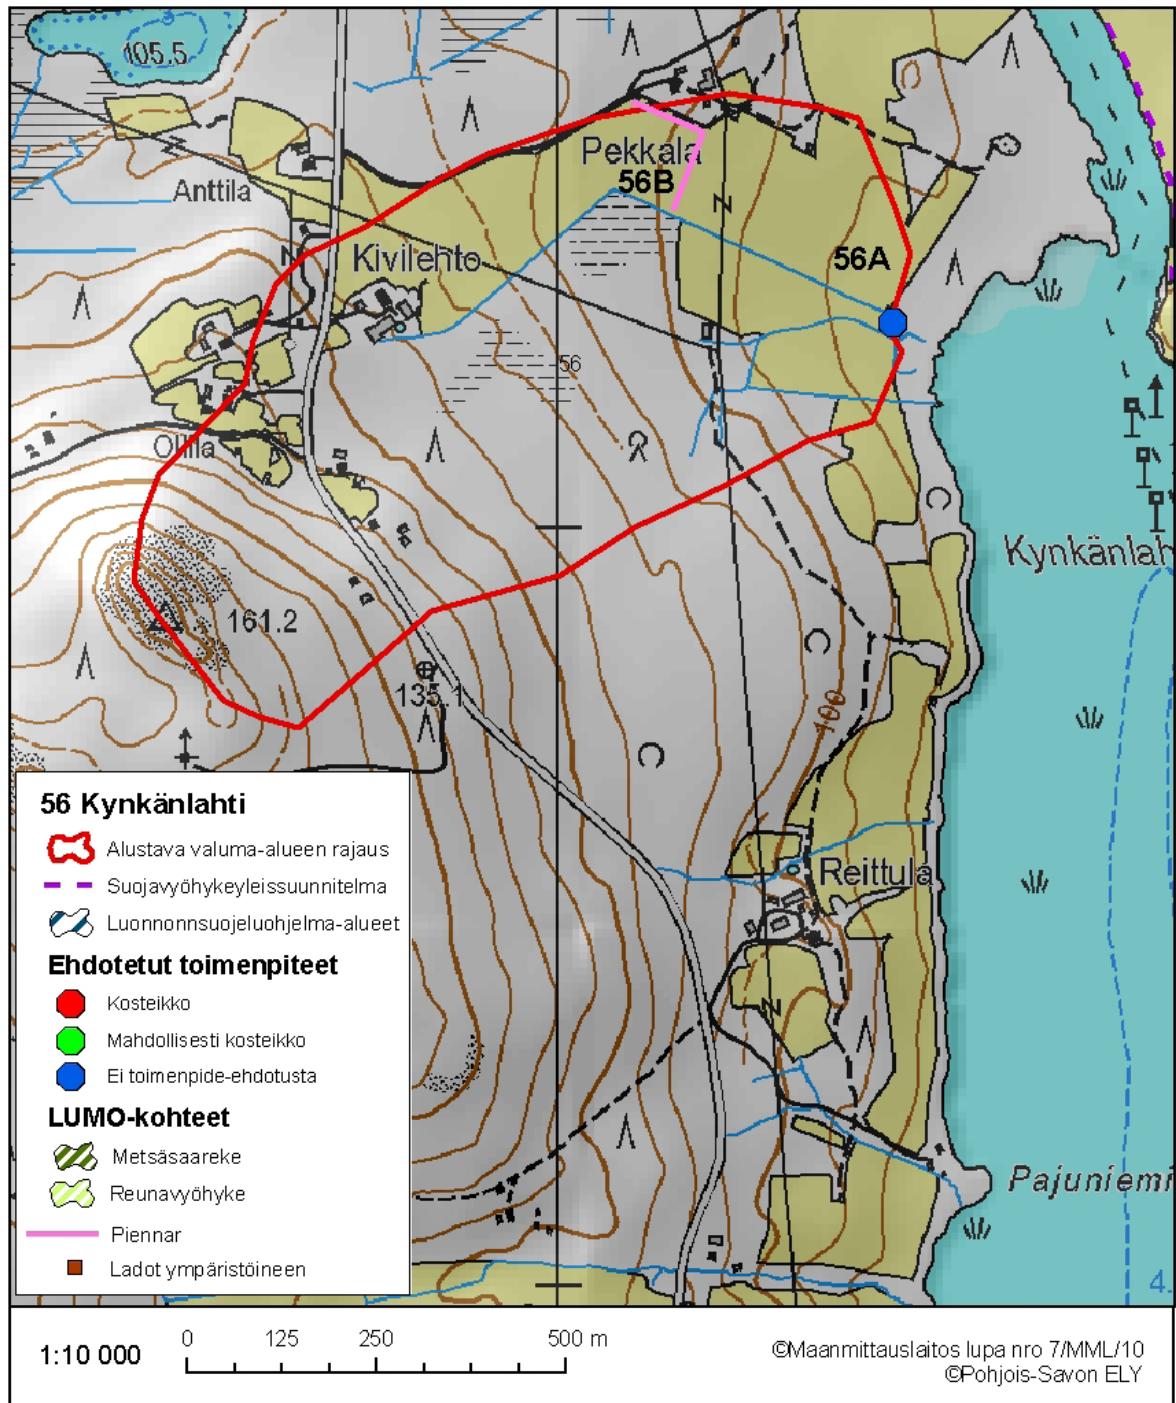 105.5
Anttila
Pekkala
56B
Kivilehto
56A
56
Ollila
161.2
135.1
100
Kynkänlah
Reittula
Pajuniemi
4.
56 Kynkänlahti
Alustava valuma-alueen rajaus
Suojavyöhykeyleissuunnitelma
Luonnonnsuojeluohjelma-alueet
Ehdotetut toimenpiteet
Kosteikko
Mahdollisesti kosteikko
Ei toimenpide-ehdotusta
LUMO-kohteet
Metsäsaareke
Reunavyöhyke
Piennar
Ladot ympäristöineen
1:10 000
0 125 250 500 m
©Maanmittauslaitos lupa nro 7/MML/10
©Pohjois-Savon ELY